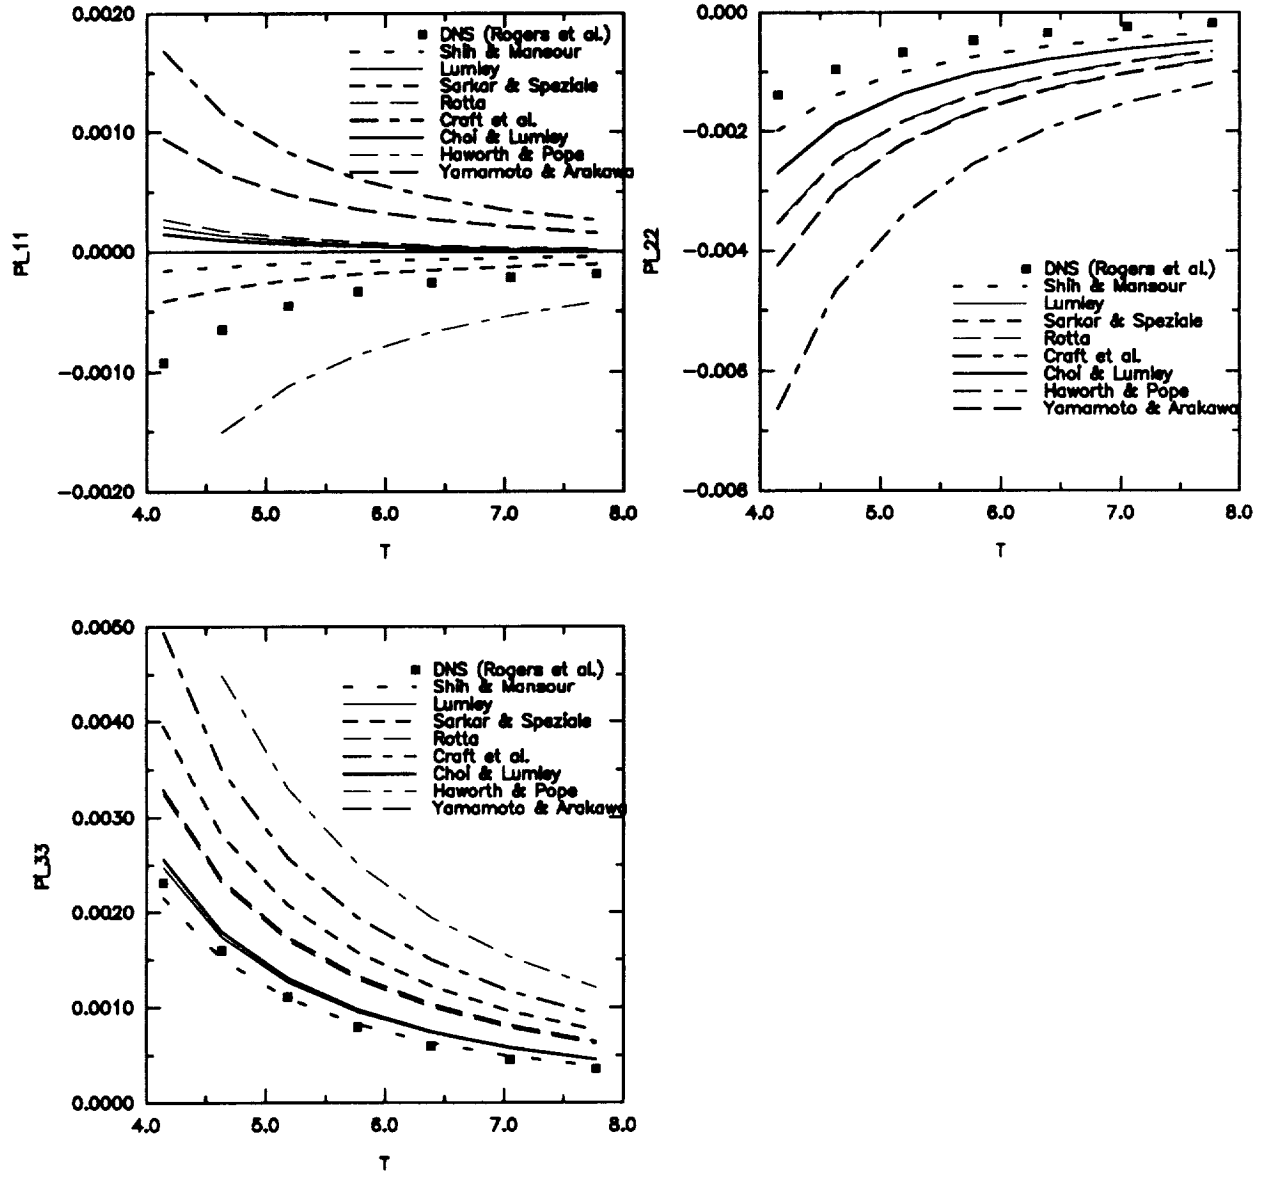 0.0020
0.0010
0.0000
−0.0010
−0.0020
PL11
4.0 5.0 6.0 7.0 8.0
T
DNS (Rogers et al.)
Shih & Mansour
Lumley
Sarkar & Speziale
Rotta
Craft et al.
Choi & Lumley
Haworth & Pope
Yamamoto & Arakawa
0.000
−0.002
−0.004
−0.006
−0.008
PL22
4.0 5.0 6.0 7.0 8.0
T
DNS (Rogers et al.)
Shih & Mansour
Lumley
Sarkar & Speziale
Rotta
Craft et al.
Choi & Lumley
Haworth & Pope
Yamamoto & Arakawa
0.0050
0.0040
0.0030
0.0020
0.0010
0.0000
PL33
4.0 5.0 6.0 7.0 8.0
T
DNS (Rogers et al.)
Shih & Mansour
Lumley
Sarkar & Speziale
Rotta
Craft et al.
Choi & Lumley
Haworth & Pope
Yamamoto & Arakawa